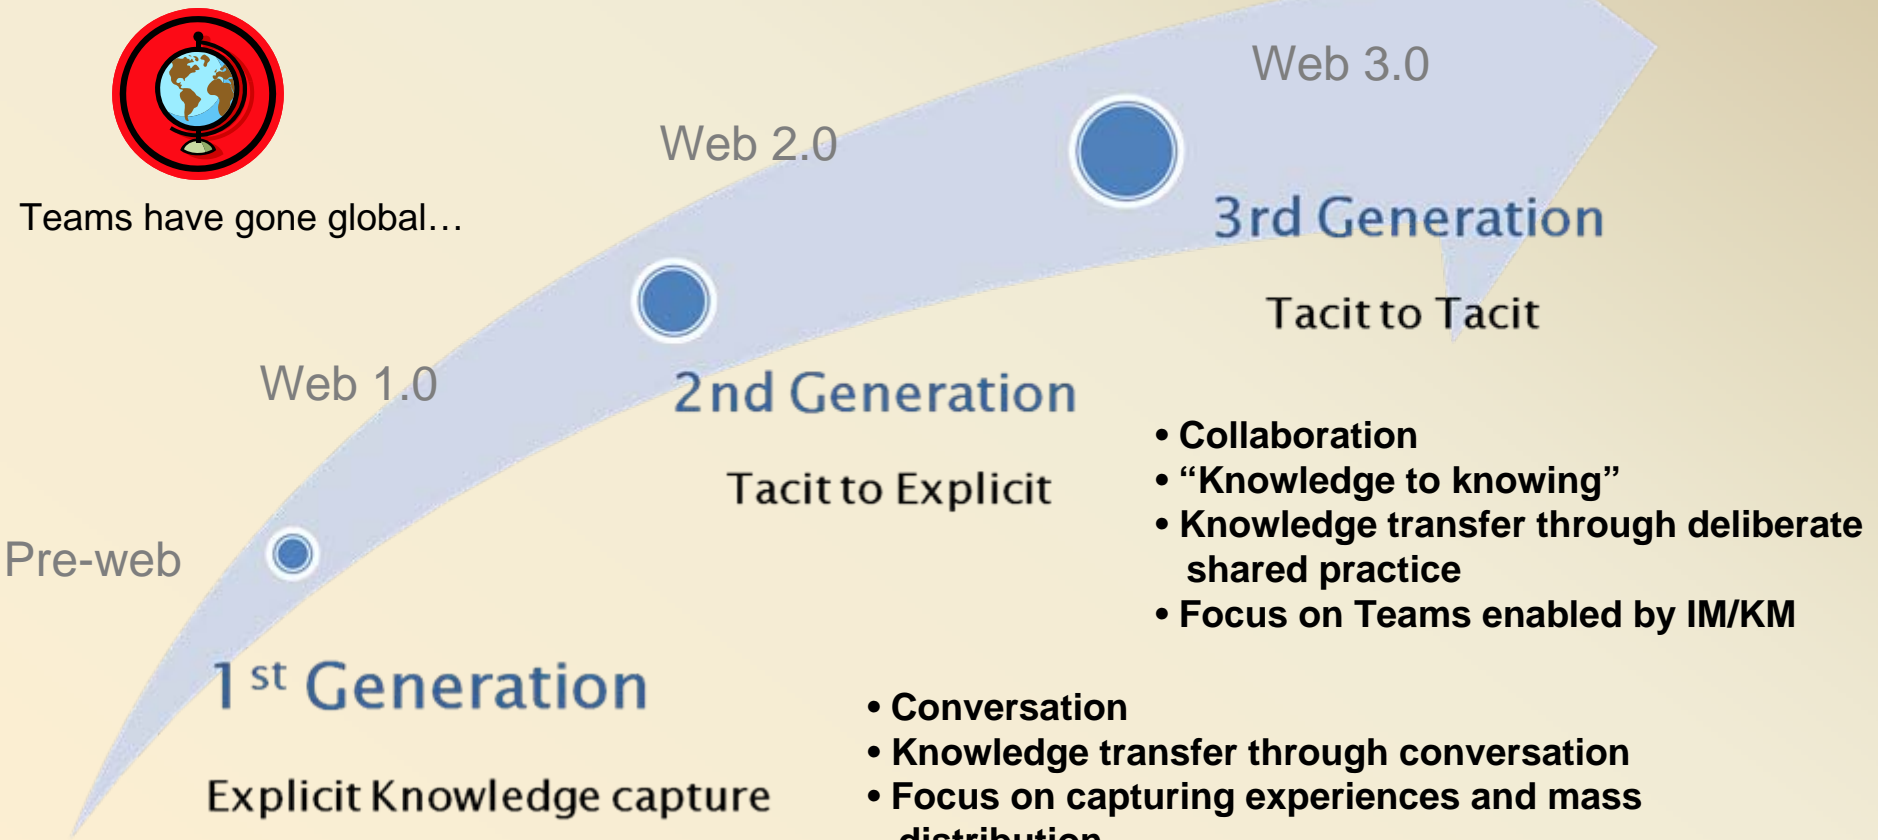 Web 3.0
Web 2.0
Teams have gone global…
3rd Generation
Tacit to Tacit
Web 1.0
2nd Generation
Tacit to Explicit
• Collaboration
• “Knowledge to knowing”
• Knowledge transfer through deliberate
shared practice
• Focus on Teams enabled by IM/KM
Pre-web
1st Generation
Explicit Knowledge capture
• Conversation
• Knowledge transfer through conversation
• Focus on capturing experiences and mass
distribution